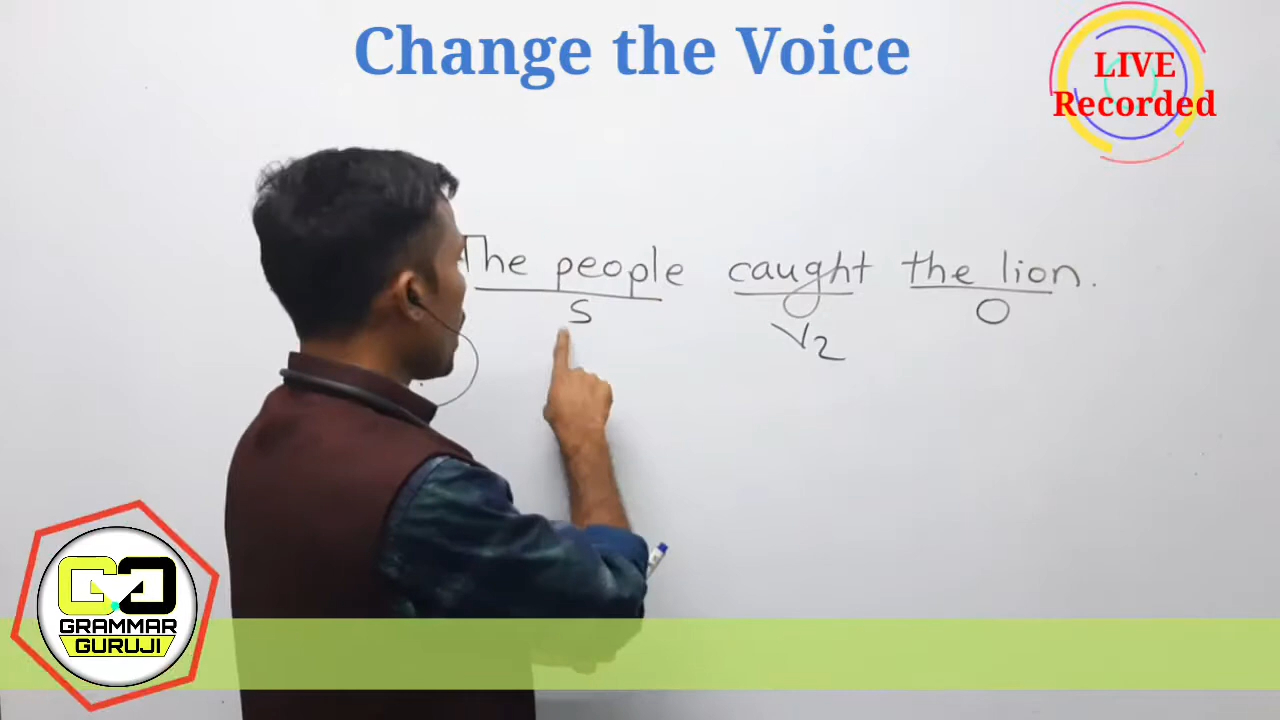 Change the Voice
LIVE
Recorded
The people caught the lion.
S V2 O
GRAMMAR
GURUJI